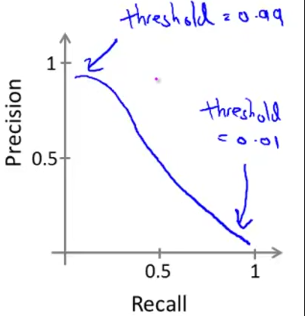 threshold = 0.99
1
Precision
threshold
= 0.01
0.5
0.5
1
Recall